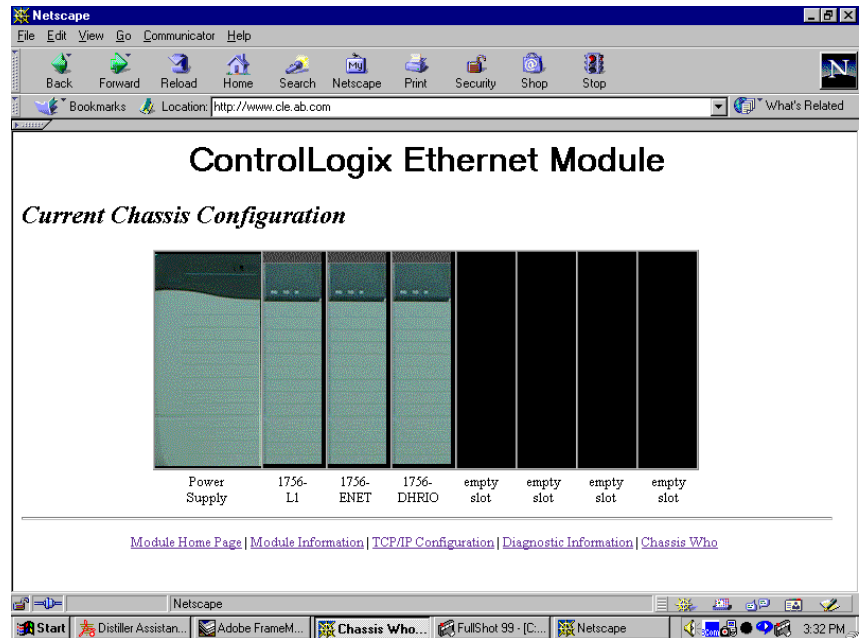 Netscape
File Edit View Go Communicator Help
My
Back Forward Reload Home Search Netscape Print Security Shop Stop
N
Bookmarks Location: http://www.cle.ab.com What's Related
ControlLogix Ethernet Module
Current Chassis Configuration
Power Supply 1756-L1 1756-ENET 1756-DHRIO empty slot empty slot empty slot empty slot
Module Home Page | Module Information | TCP/IP Configuration | Diagnostic Information | Chassis Who
Netscape
Start Distiller Assistan... Adobe FrameM... Chassis Who... FullShot 99 - [C:... Netscape 3Com 3:32 PM